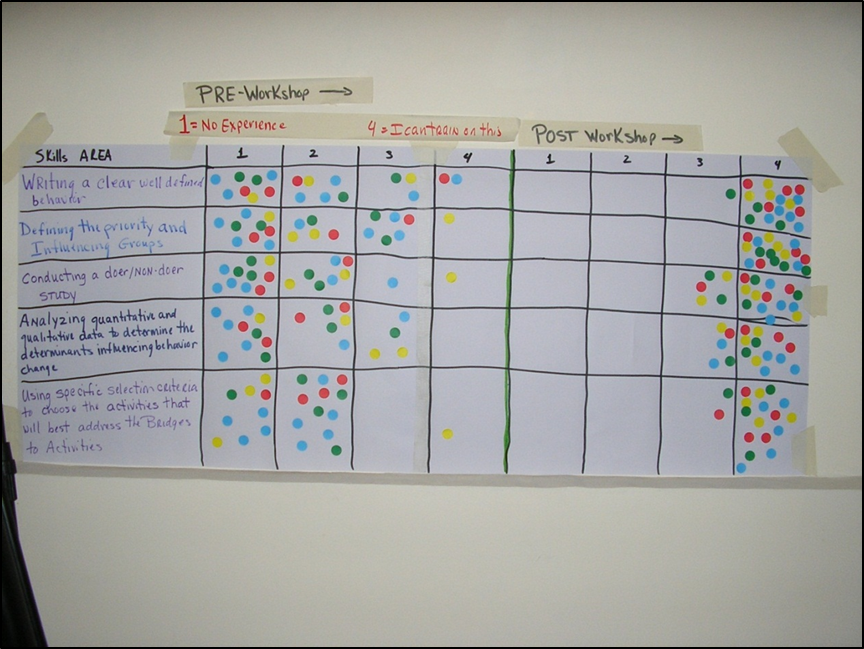 PRE-Workshop →
1= No Experience 4 = I can train on this
POST Workshop →
Skills AREA 1 2 3 4 1 2 3 4
Writing a clear well defined
behavior
Defining the priority and
Influencing Groups
Conducting a doer/NON-doer
STUDY
Analyzing quantitative and
qualitative data to determine the
determinants influencing behavior
change
Using specific selection criteria
to choose the activities that
will best address the Bridges
to Activities